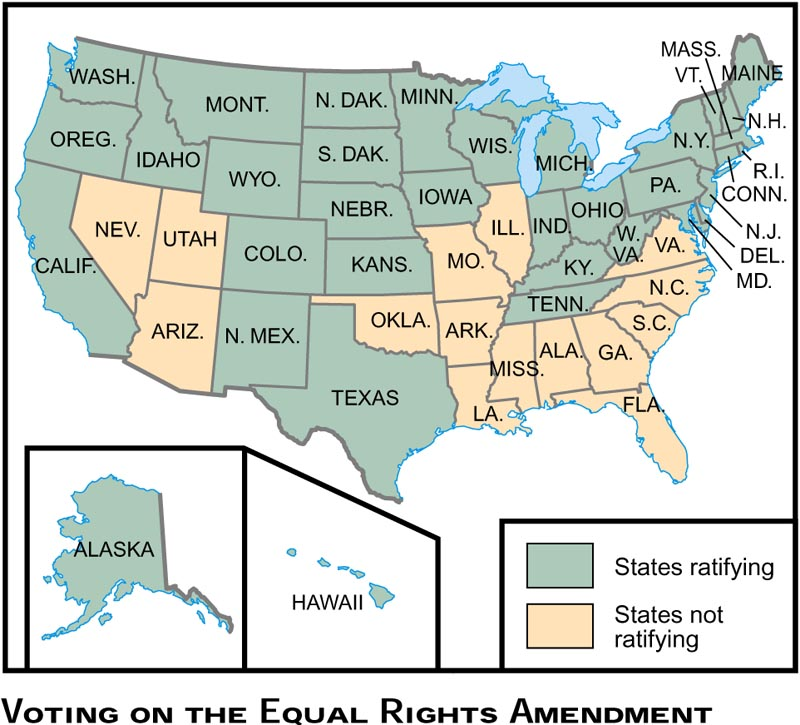 WASH.
MONT.
N. DAK.
MINN.
MASS.
VT.
MAINE
OREG.
IDAHO
S. DAK.
WIS.
MICH.
N.Y.
N.H.
WYO.
R.I.
CONN.
NEBR.
IOWA
PA.
N.J.
NEV.
UTAH
COLO.
ILL.
IND.
OHIO
W.
VA.
VA.
DEL.
MD.
CALIF.
KANS.
MO.
KY.
N.C.
ARIZ.
N. MEX.
OKLA.
ARK.
TENN.
S.C.
TEXAS
MISS.
ALA.
GA.
LA.
FLA.
ALASKA
HAWAII
States ratifying
States not
ratifying
VOTING ON THE EQUAL RIGHTS AMENDMENT